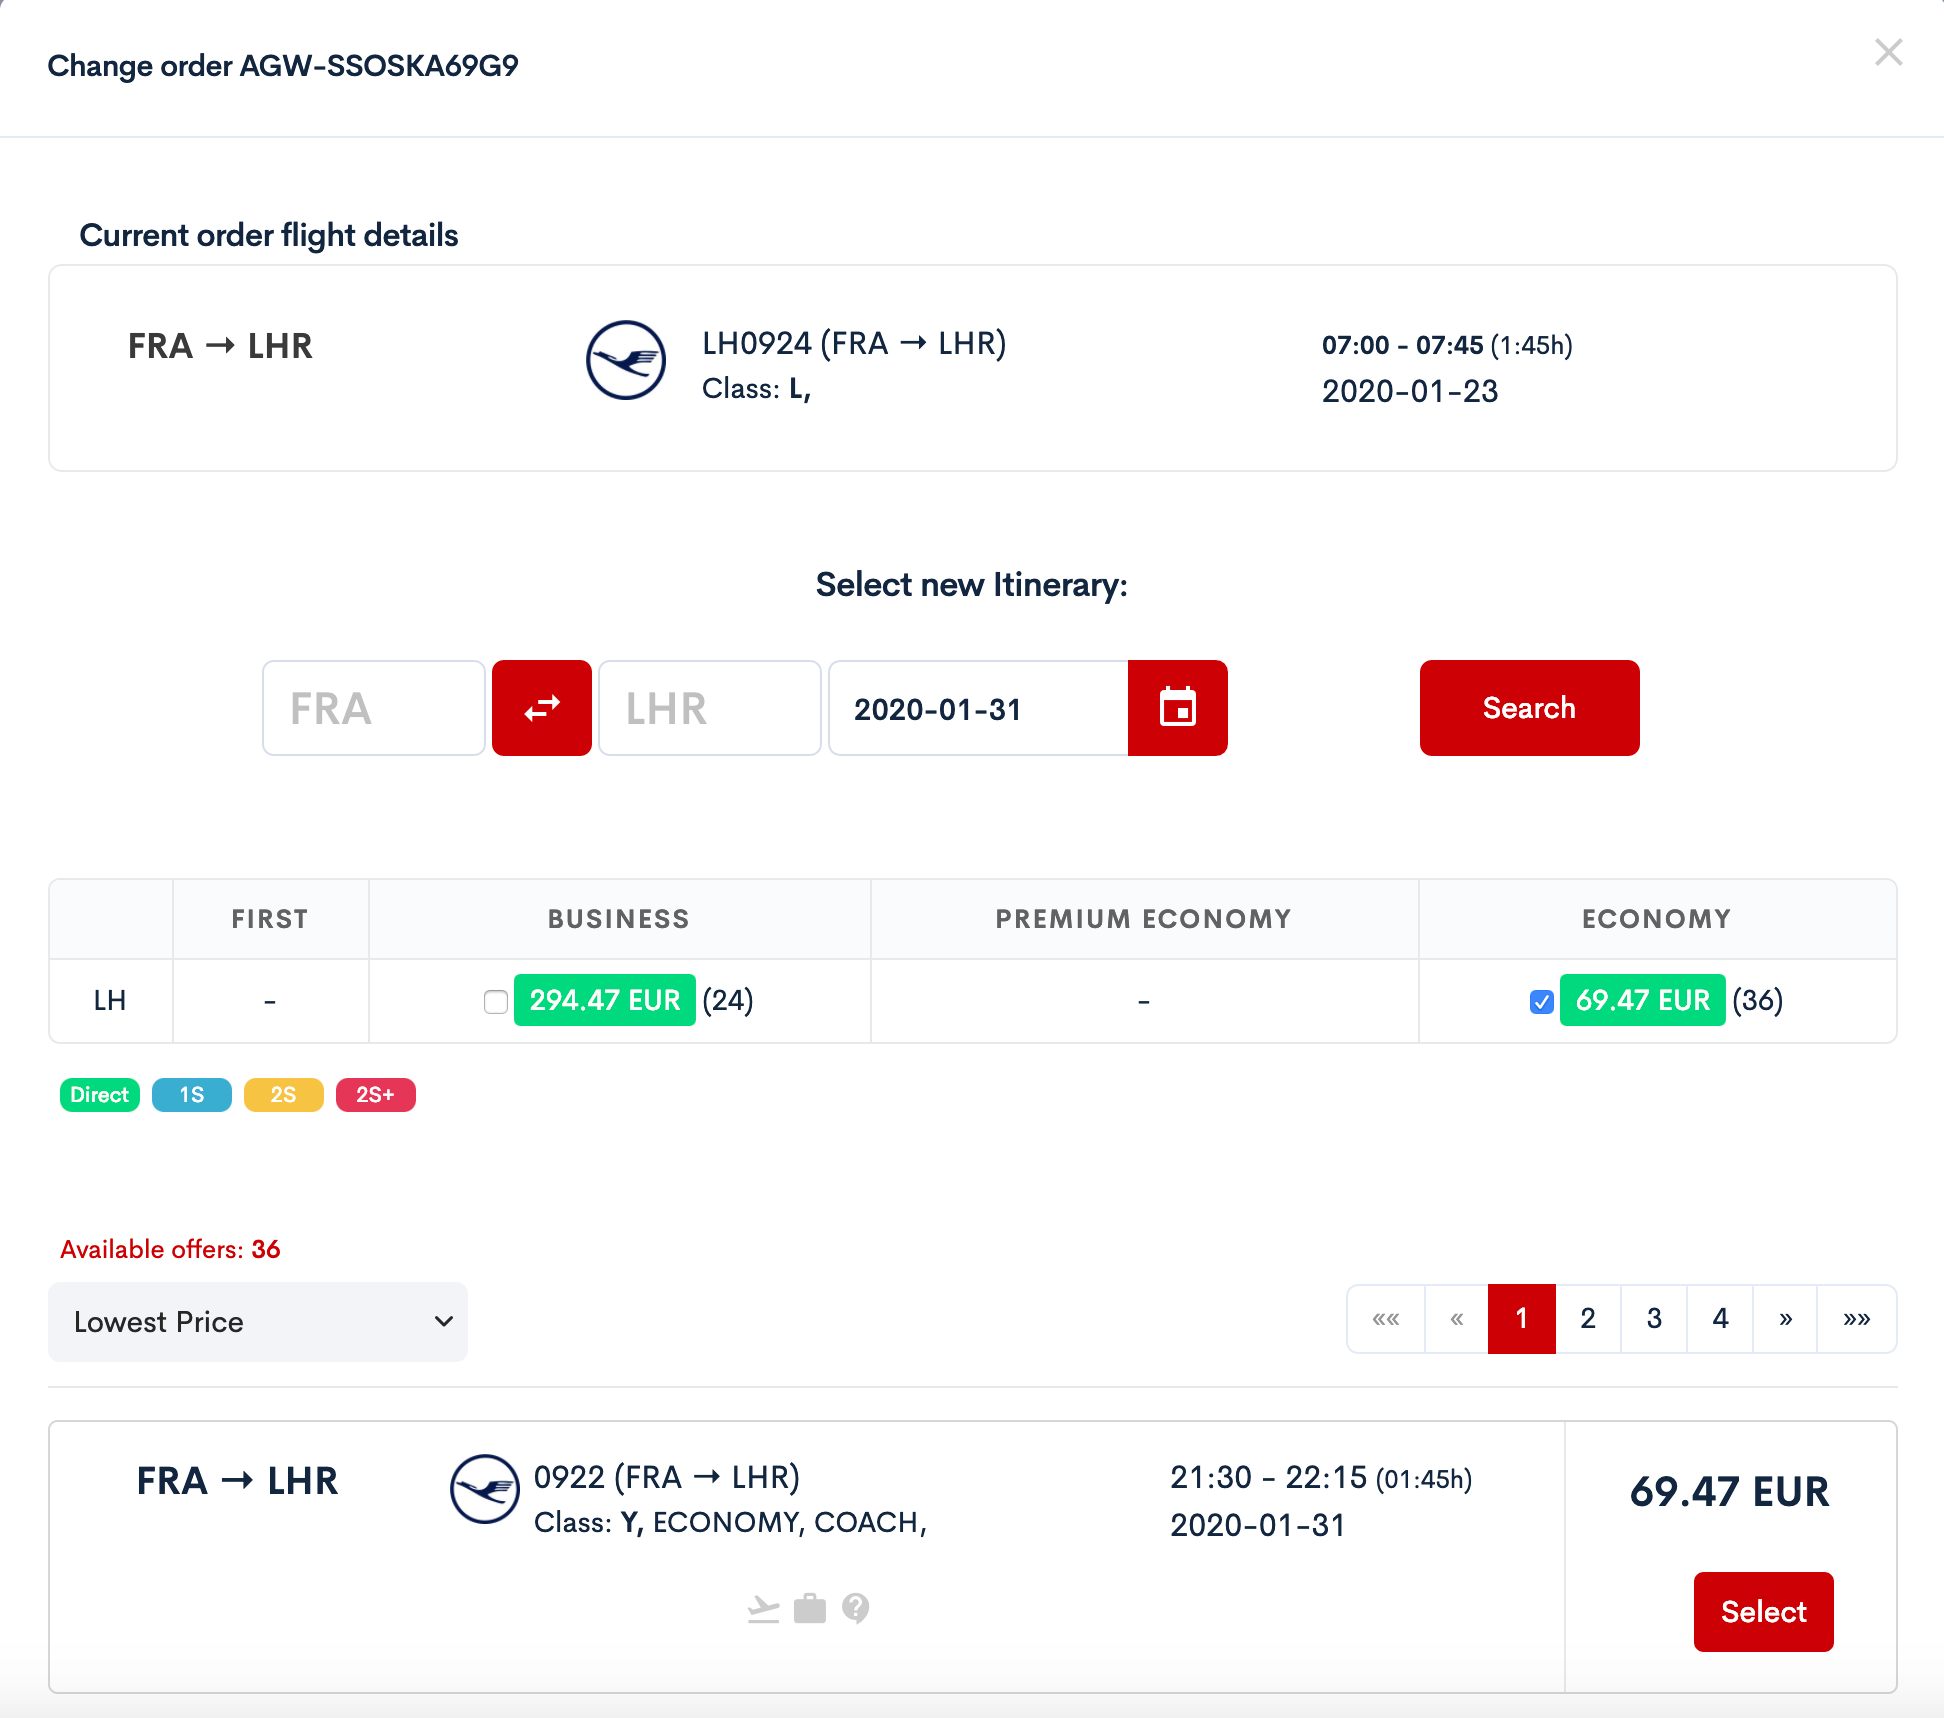 Change order AGW-SSOSKA69G9
Current order flight details
FRA → LHR
LH0924 (FRA → LHR)
Class: L,
07:00 - 07:45 (1:45h)
2020-01-23
Select new Itinerary:
FRA LHR 2020-01-31 Search
FIRST BUSINESS PREMIUM ECONOMY ECONOMY
LH - 294.47 EUR (24) - 69.47 EUR (36)
Direct 1S 2S 2S+
Available offers: 36
Lowest Price
«« « 1 2 3 4 » »»
FRA → LHR
0922 (FRA → LHR)
Class: Y, ECONOMY, COACH,
21:30 - 22:15 (01:45h)
2020-01-31
69.47 EUR
Select